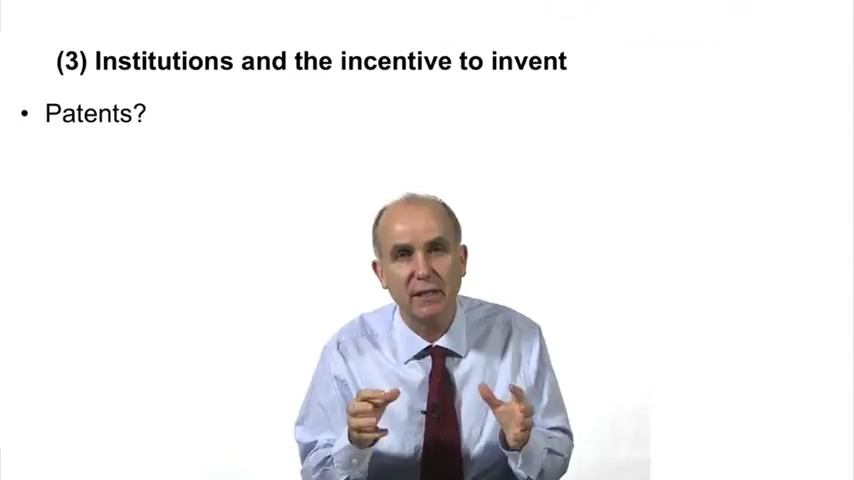 (3) Institutions and the incentive to invent
• Patents?